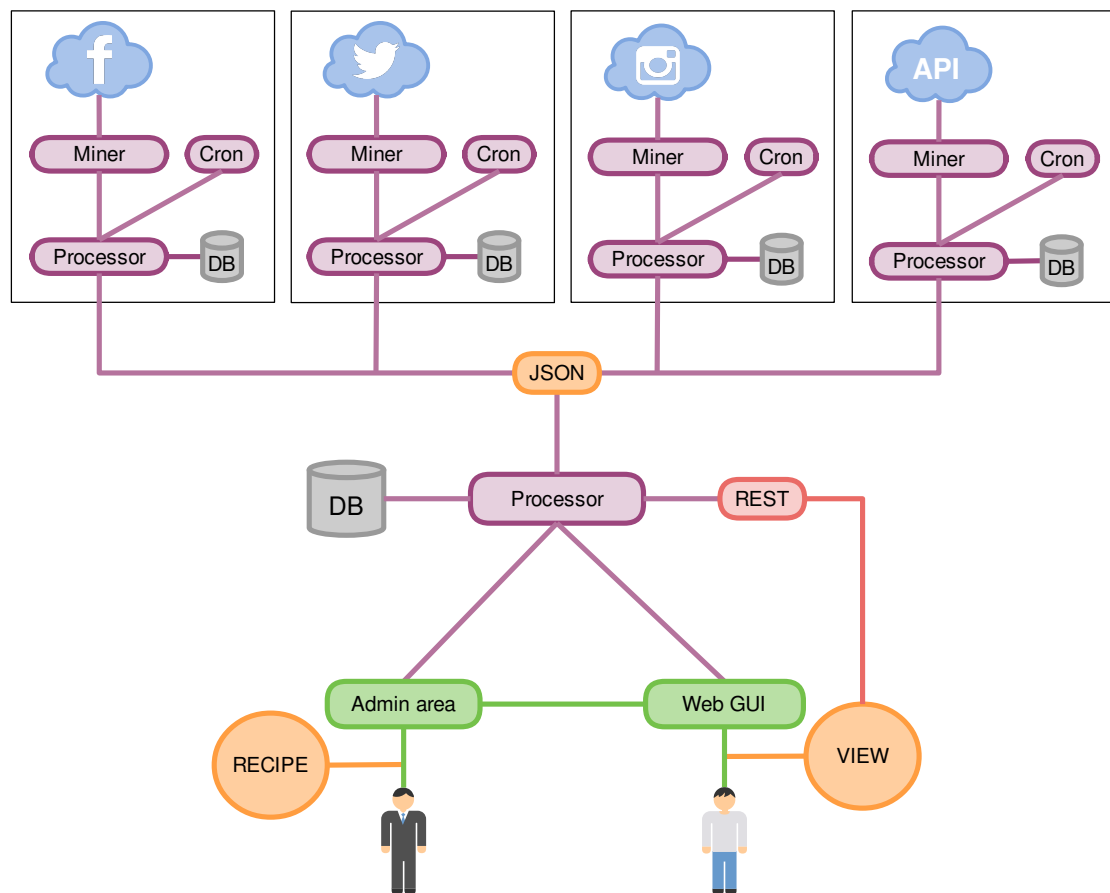 API
Miner
Cron
Miner
Cron
Miner
Cron
Miner
Cron
Processor
DB
Processor
DB
Processor
DB
Processor
DB
JSON
DB
Processor
REST
Admin area
Web GUI
RECIPE
VIEW